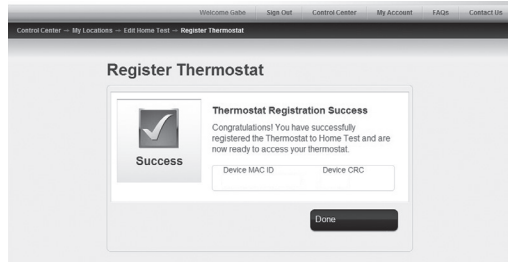 Welcome Gabe Sign Out Control Center My Account FAQs Contact Us
Control Center → My Locations → Edit Home Test → Register Thermostat
Register Thermostat
Success
Thermostat Registration Success
Congratulations! You have successfully
registered the Thermostat to Home Test and are
now ready to access your thermostat.
Device MAC ID Device CRC
Done